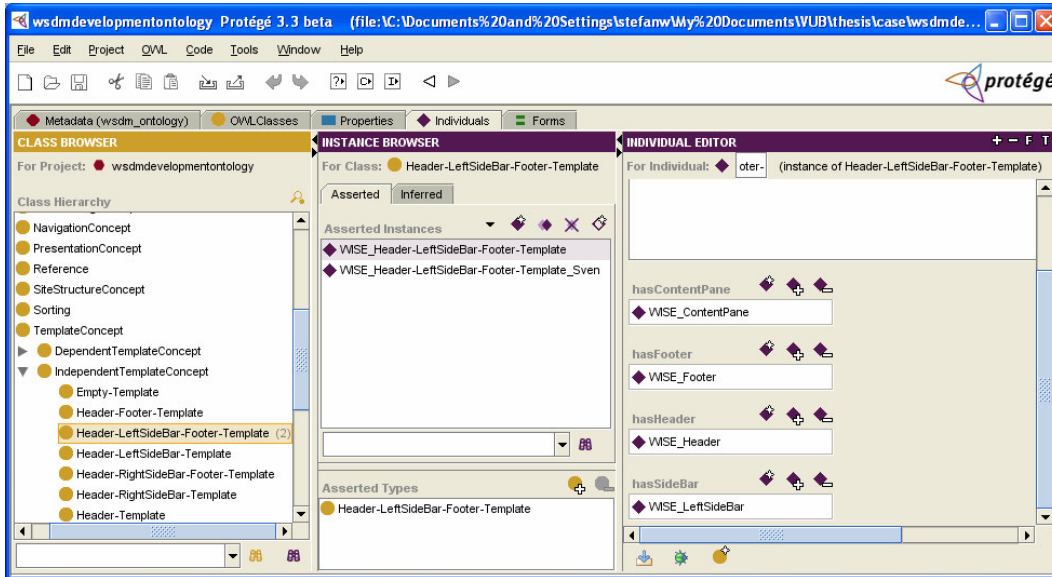 wsdmdevelopmentontology Protégé 3.3 beta (file:\C:\Documents%20and%20Settings\stefanw\My%20Documents\VUB\thesis\case\wsdmde...
File Edit Project OWL Code Tools Window Help
protégé
Metadata (wsdm_ontology) OWLClasses Properties Individuals Forms
CLASS BROWSER
For Project: wsdmdevelopmentontology
Class Hierarchy
NavigationConcept
PresentationConcept
Reference
SiteStructureConcept
Sorting
TemplateConcept
DependentTemplateConcept
IndependentTemplateConcept
Empty-Template
Header-Footer-Template
Header-LeftSideBar-Footer-Template (2)
Header-LeftSideBar-Template
Header-RightSideBar-Footer-Template
Header-RightSideBar-Template
Header-Template
INSTANCE BROWSER
For Class: Header-LeftSideBar-Footer-Template
Asserted Inferred
Asserted Instances
WISE_Header-LeftSideBar-Footer-Template
WISE_Header-LeftSideBar-Footer-Template_Sven
Asserted Types
Header-LeftSideBar-Footer-Template
INDIVIDUAL EDITOR + − F T
For Individual: oter- (instance of Header-LeftSideBar-Footer-Template)
hasContentPane
WISE_ContentPane
hasFooter
WISE_Footer
hasHeader
WISE_Header
hasSideBar
WISE_LeftSideBar